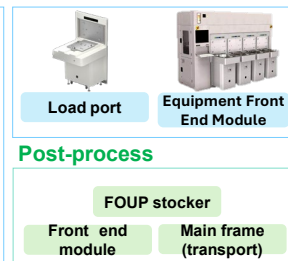 Load port
Equipment Front
End Module
Post-process
FOUP stocker
Front end
module
Main frame
(transport)